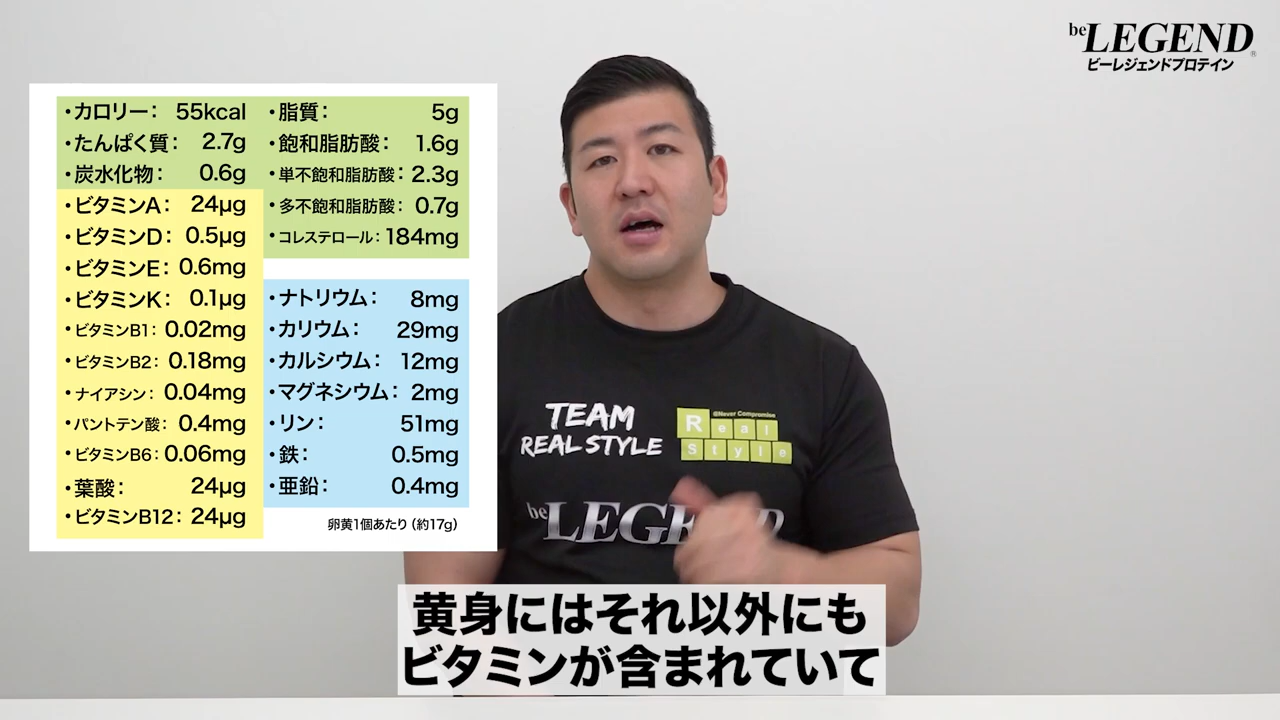 be LEGEND®
ビーレジェンドプロテイン
・カロリー： 55kcal
・たんぱく質： 2.7g
・炭水化物： 0.6g
・ビタミンA： 24μg
・ビタミンD： 0.5μg
・ビタミンE： 0.6mg
・ビタミンK： 0.1μg
・ビタミンB1： 0.02mg
・ビタミンB2： 0.18mg
・ナイアシン： 0.04mg
・パントテン酸： 0.4mg
・ビタミンB6： 0.06mg
・葉酸： 24μg
・ビタミンB12： 24μg
・脂質： 5g
・飽和脂肪酸： 1.6g
・単不飽和脂肪酸： 2.3g
・多不飽和脂肪酸： 0.7g
・コレステロール： 184mg
・ナトリウム： 8mg
・カリウム： 29mg
・カルシウム： 12mg
・マグネシウム： 2mg
・リン： 51mg
・鉄： 0.5mg
・亜鉛： 0.4mg
卵黄1個あたり（約17g）
TEAM
REAL STYLE
@Never Compromise
Real
Style
be LEGEND
黄身にはそれ以外にも
ビタミンが含まれていて